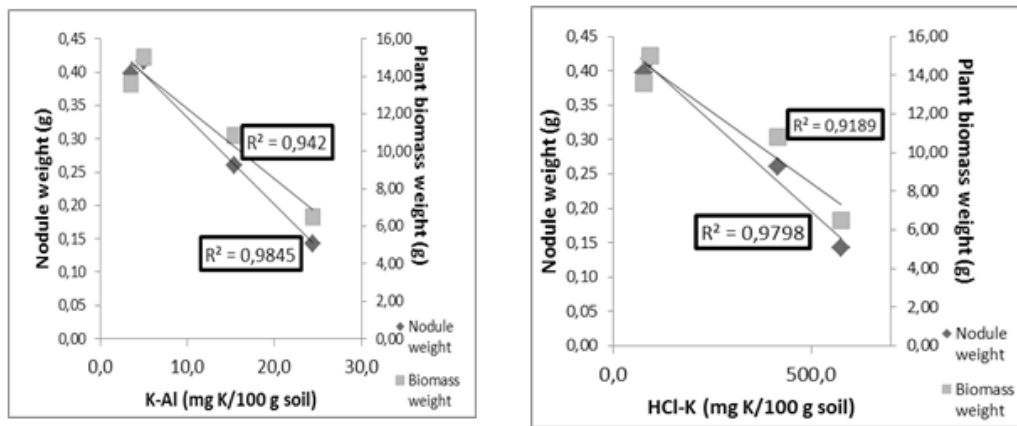 0,45
0,40
0,35
0,30
0,25
0,20
0,15
0,10
0,05
0,00
Nodule weight (g)
16,00
14,00
12,00
10,00
8,00
6,00
4,00
2,00
0,00
Plant biomass weight (g)
R² = 0,942
R² = 0,9845
0,0
10,0
20,0
30,0
K-Al (mg K/100 g soil)
Nodule
weight
Biomass
weight
0,45
0,40
0,35
0,30
0,25
0,20
0,15
0,10
0,05
0,00
Nodule weight (g)
16,00
14,00
12,00
10,00
8,00
6,00
4,00
2,00
0,00
Plant biomass weight (g)
R² = 0,9189
R² = 0,9798
0,0
500,0
HCl-K (mg K/100 g soil)
Nodule
weight
Biomass
weight